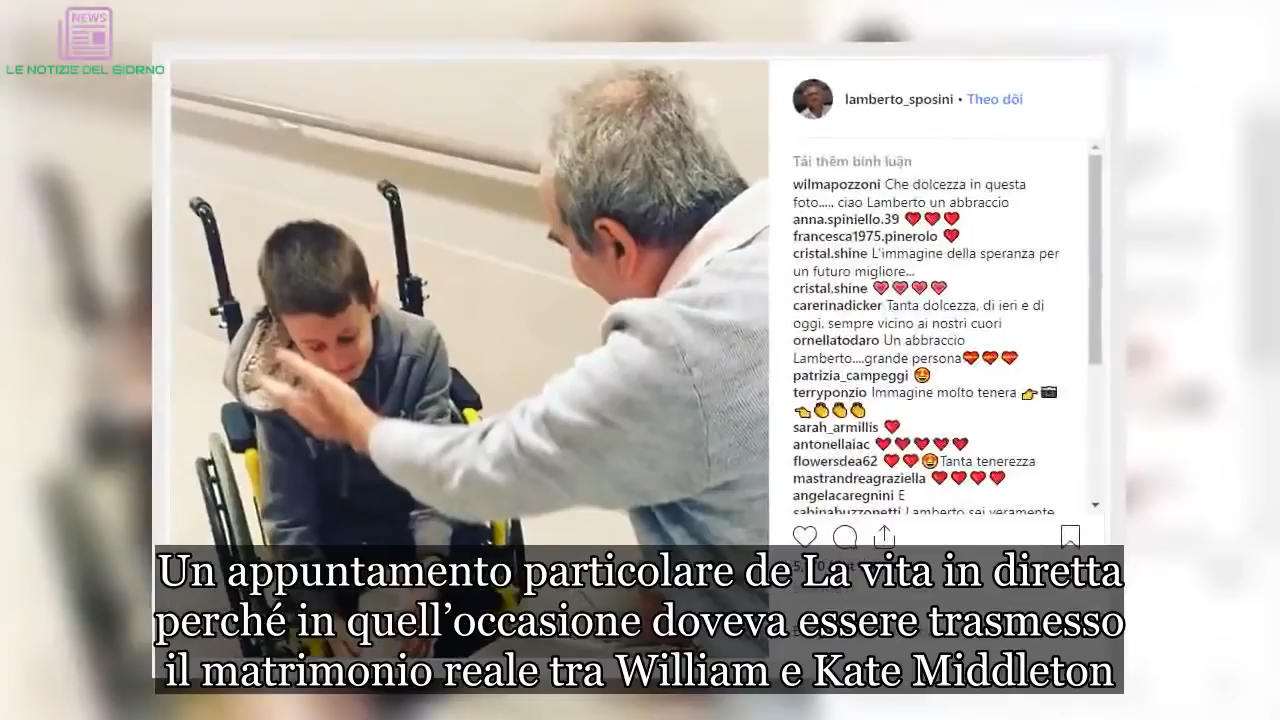 NEWS
LE NOTIZIE DEL GIORNO
lamberto_sposini • Theo dõi
Tải thêm bình luận
wilmapozzoni Che dolcezza in questa
foto..... ciao Lamberto un abbraccio
anna.spiniello.39 ❤❤❤
francesca1975.pinerolo ❤
cristal.shine L'immagine della speranza per
un futuro migliore...
cristal.shine 💗💗💗💗
carerinadicker Tanta dolcezza, di ieri e di
oggi, sempre vicino ai nostri cuori
ornellatodaro Un abbraccio
Lamberto....grande persona💝💝💝
patrizia_campeggi 🤩
terryponzio Immagine molto tenera 👉📷
👈👏👏👏
sarah_armillis ❤
antonellaiac ❤❤❤❤❤
flowersdea62 ❤❤🤩Tanta tenerezza
mastrandreagraziella ❤❤❤❤
angelacaregnini E
sabinabuzzonetti Lamberto sei veramente
Un appuntamento particolare de La vita in diretta
perché in quell'occasione doveva essere trasmesso
il matrimonio reale tra William e Kate Middleton